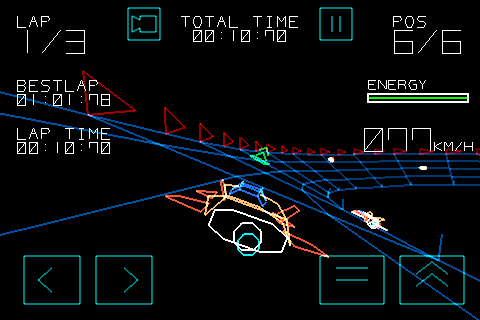 LAP
1/3
TOTAL TIME
00:10:70
POS
6/6
BESTLAP
01:01:78
ENERGY
LAP TIME
00:10:70
077 KM/H